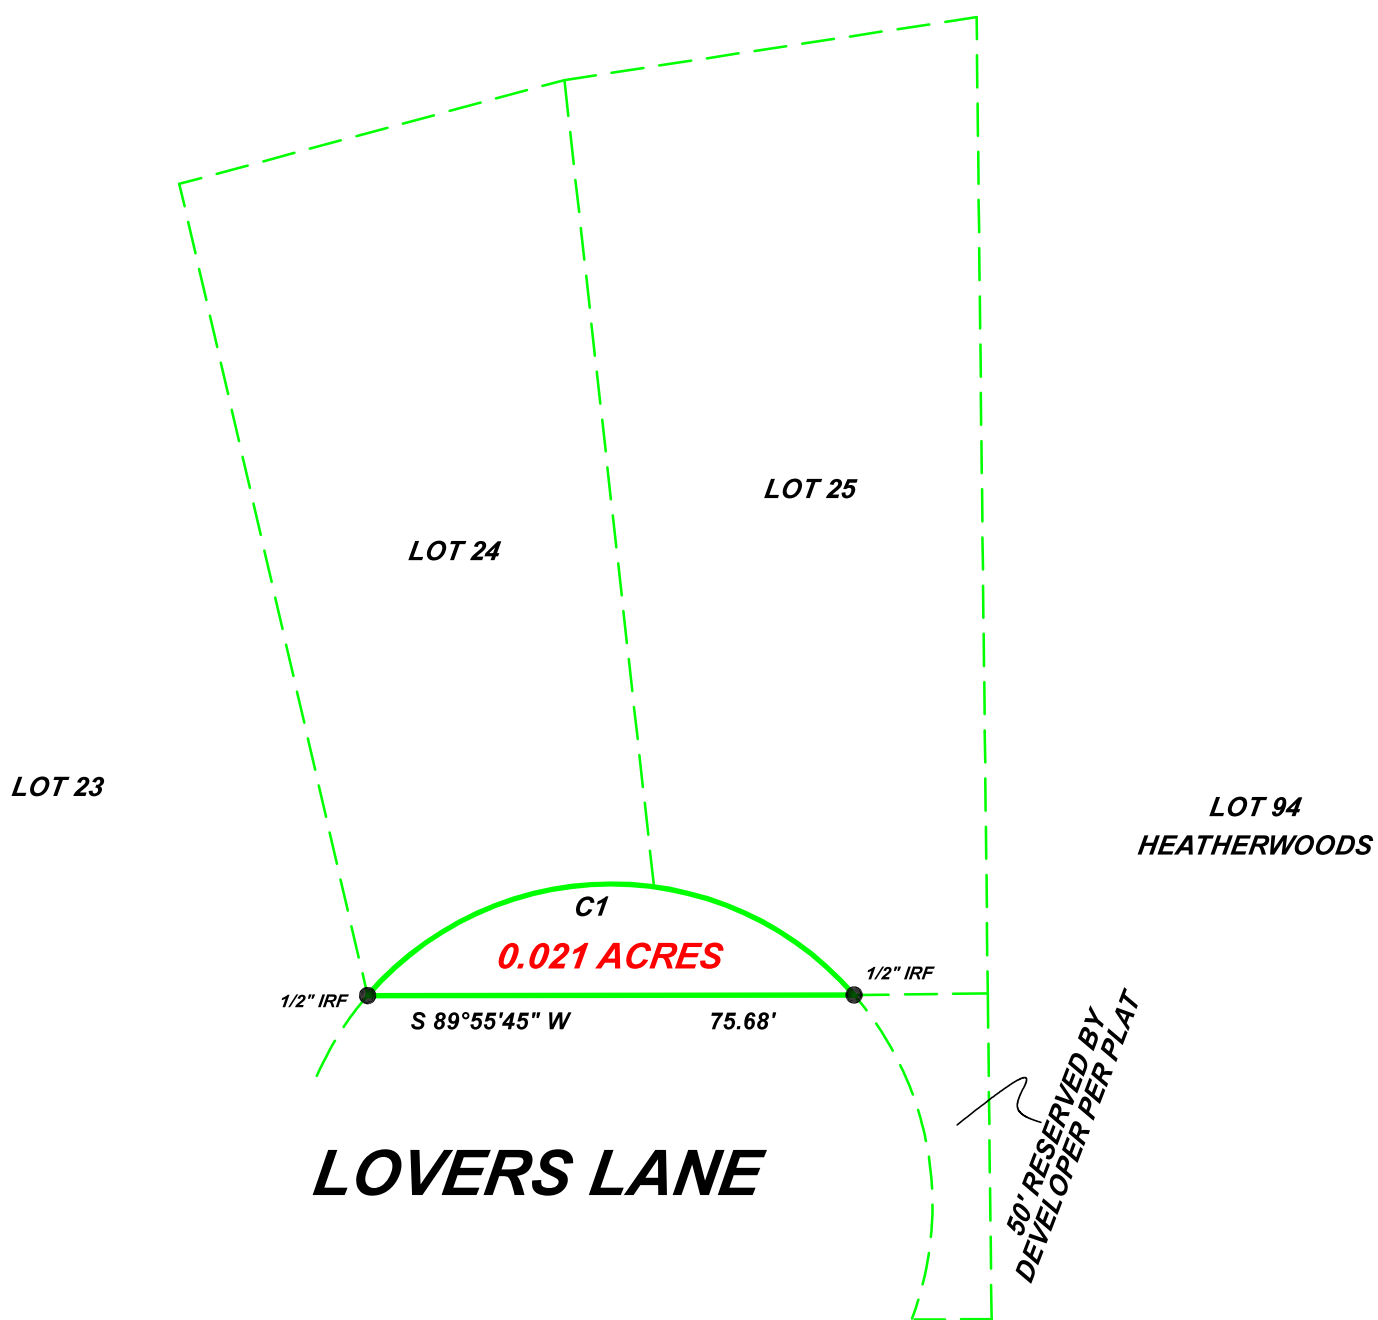 LOT 25
LOT 24
LOT 23
LOT 94
HEATHERWOODS
C1
0.021 ACRES
1/2" IRF
1/2" IRF
S 89°55'45" W 75.68'
50' RESERVED BY
DEVELOPER PER PLAT
LOVERS LANE